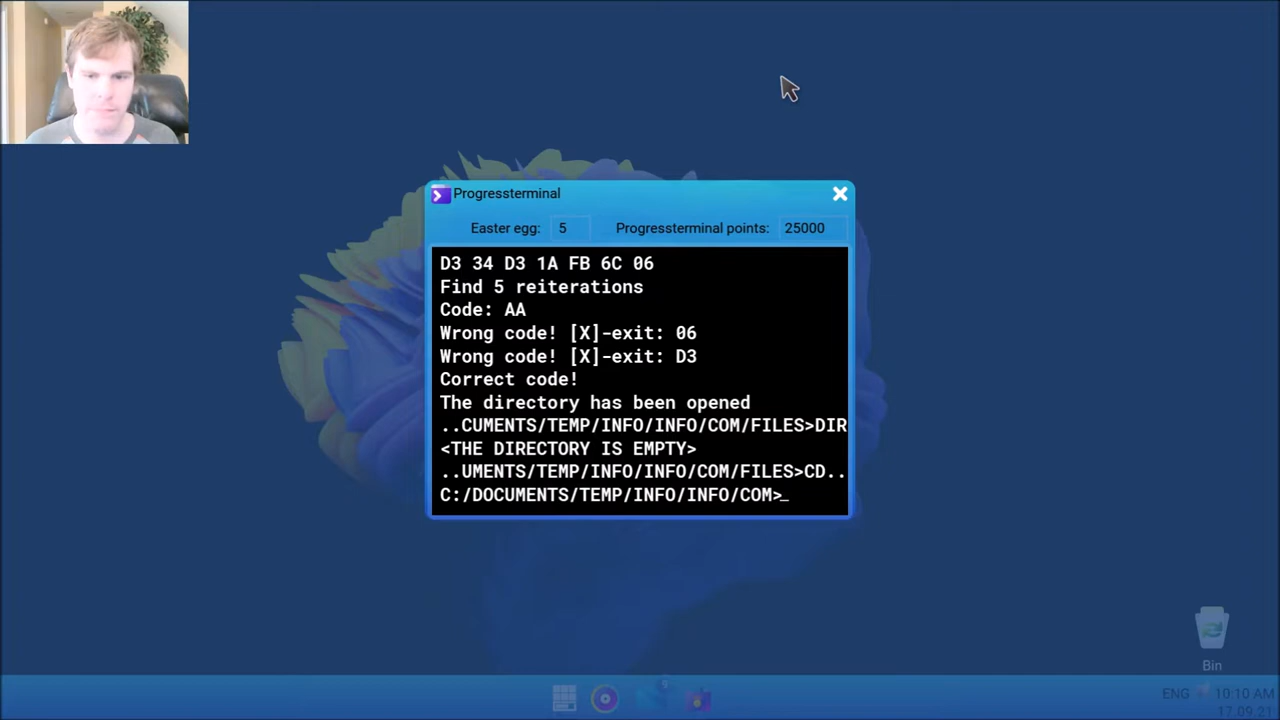 Progressterminal
Easter egg: 5 Progressterminal points: 25000
D3 34 D3 1A FB 6C 06
Find 5 reiterations
Code: AA
Wrong code! [X]-exit: 06
Wrong code! [X]-exit: D3
Correct code!
The directory has been opened
..CUMENTS/TEMP/INFO/INFO/COM/FILES>DIR
<THE DIRECTORY IS EMPTY>
..UMENTS/TEMP/INFO/INFO/COM/FILES>CD..
C:/DOCUMENTS/TEMP/INFO/INFO/COM>_
Bin
ENG 10:10 AM
17.09.21